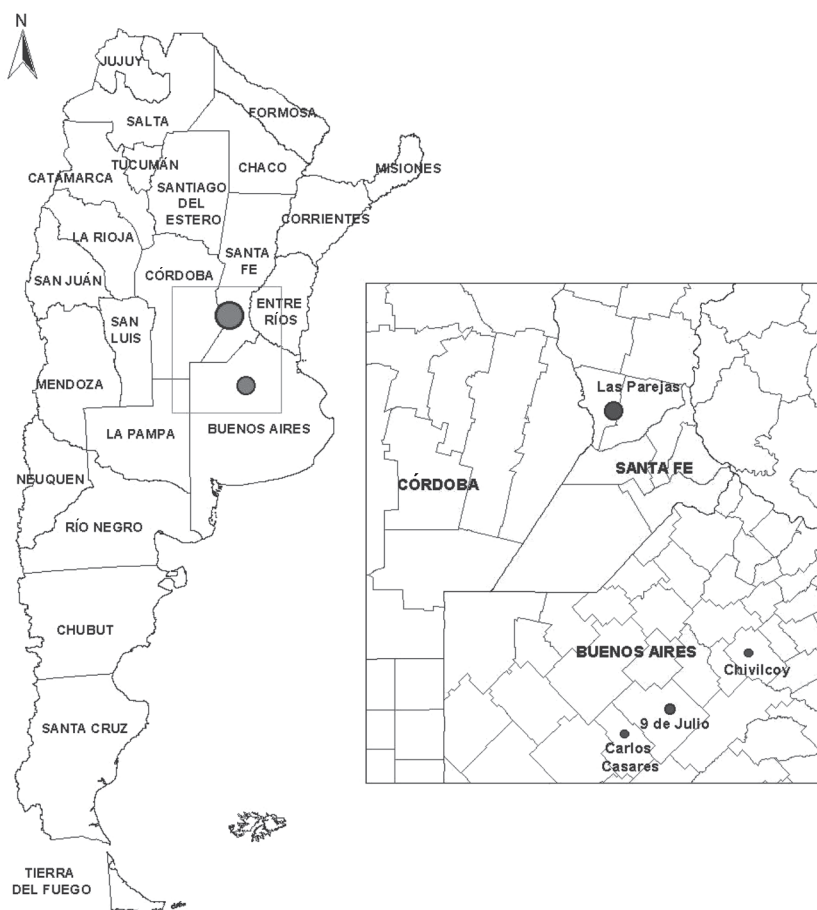 N
JUJUY
SALTA
FORMOSA
TUCUMÁN
CHACO
MISIONES
CATAMARCA
SANTIAGO
DEL
ESTERO
CORRIENTES
LA RIOJA
SANTA
FE
SAN JUÁN
CÓRDOBA
ENTRE
RÍOS
SAN
LUIS
MENDOZA
LA PAMPA
BUENOS AIRES
NEUQUEN
RÍO NEGRO
CHUBUT
SANTA CRUZ
TIERRA
DEL FUEGO
Las Parejas
SANTA FE
CÓRDOBA
BUENOS AIRES
Chivilcoy
9 de Julio
Carlos
Casares